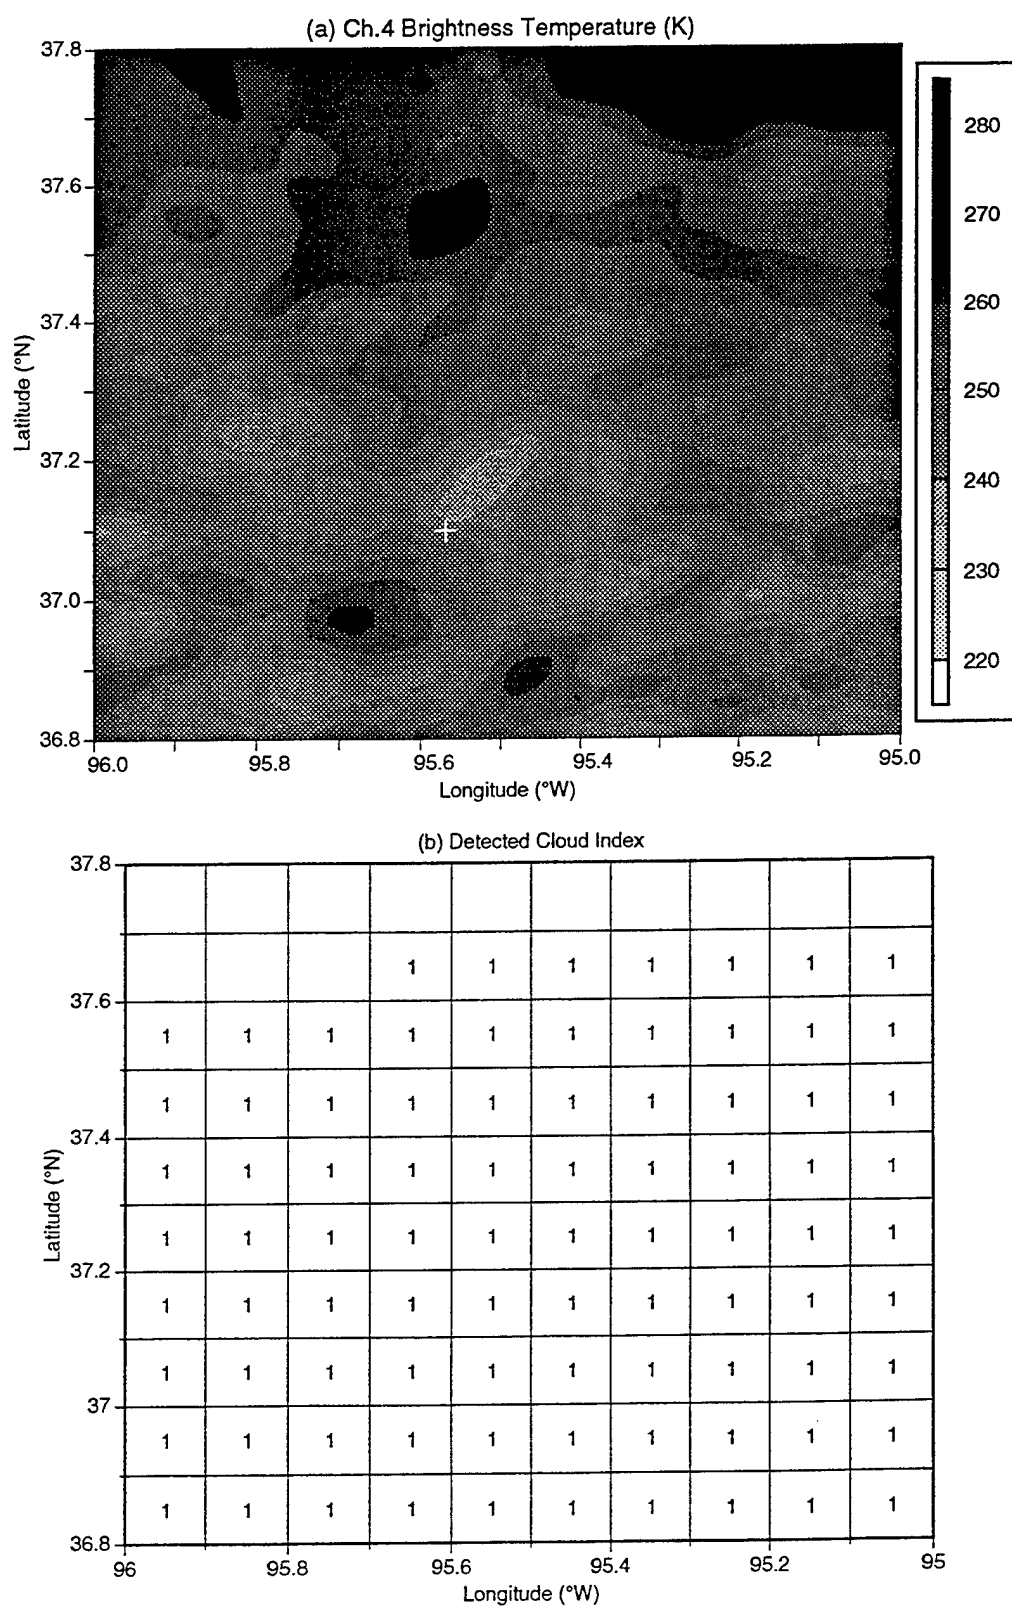 (a) Ch.4 Brightness Temperature (K)
37.8
37.6
37.4
37.2
37.0
36.8
Latitude (°N)
96.0 95.8 95.6 95.4 95.2 95.0
Longitude (°W)
280
270
260
250
240
230
220
(b) Detected Cloud Index
37.8
1 1 1 1 1 1 1
37.6
1 1 1 1 1 1 1 1 1 1
1 1 1 1 1 1 1 1 1 1
37.4
1 1 1 1 1 1 1 1 1 1
1 1 1 1 1 1 1 1 1 1
37.2
1 1 1 1 1 1 1 1 1 1
1 1 1 1 1 1 1 1 1 1
37
1 1 1 1 1 1 1 1 1 1
1 1 1 1 1 1 1 1 1 1
36.8
Latitude (°N)
96 95.8 95.6 95.4 95.2 95
Longitude (°W)